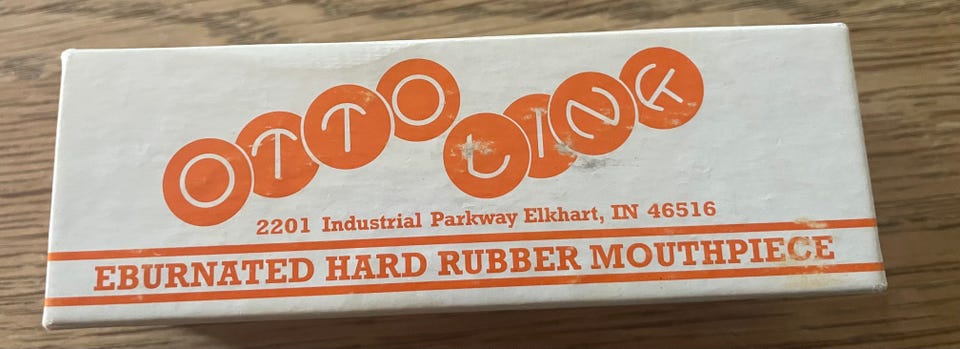 OTTO LINK
2201 Industrial Parkway Elkhart, IN 46516
EBURNATED HARD RUBBER MOUTHPIECE